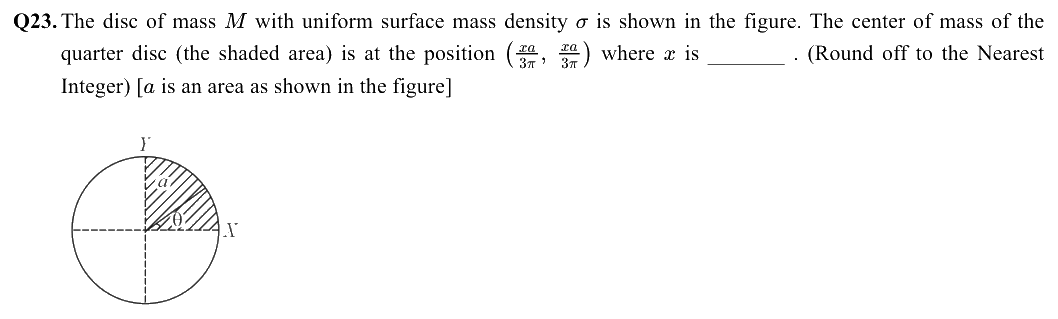 Q23. The disc of mass M with uniform surface mass density σ is shown in the figure. The center of mass of the
quarter disc (the shaded area) is at the position (xa/3π, xa/3π) where x is ________ . (Round off to the Nearest
Integer) [a is an area as shown in the figure]
Y
a
θ
X